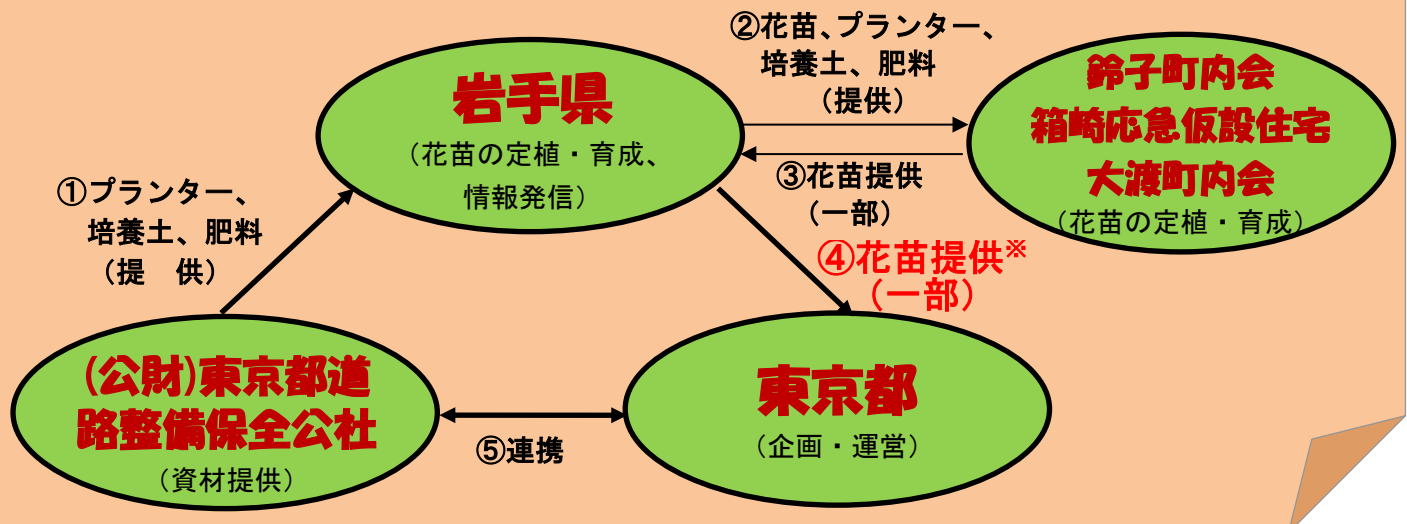 ②花苗、プランター、
培養土、肥料
（提供）
岩手県
（花苗の定植・育成、
情報発信）
鈴子町内会
箱崎応急仮設住宅
大渡町内会
（花苗の定植・育成）
③花苗提供
（一部）
①プランター、
培養土、肥料
（提　供）
④花苗提供※
（一部）
(公財)東京都道
路整備保全公社
（資材提供）
⑤連携
東京都
（企画・運営）